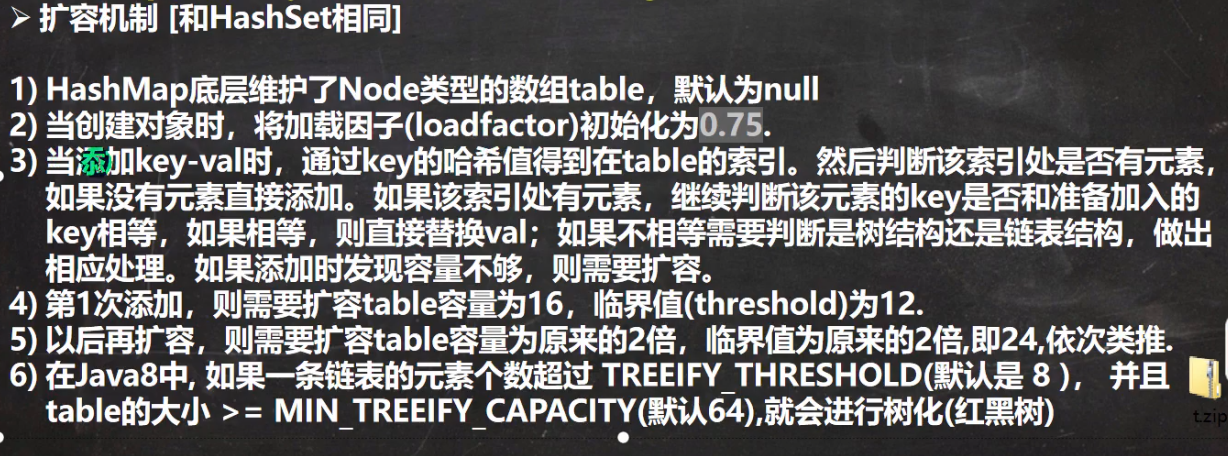 ➢ 扩容机制 [和HashSet相同]
1) HashMap底层维护了Node类型的数组table，默认为null
2) 当创建对象时，将加载因子(loadfactor)初始化为0.75.
3) 当添加key-val时，通过key的哈希值得到在table的索引。然后判断该索引处是否有元素，
如果没有元素直接添加。如果该索引处有元素，继续判断该元素的key是否和准备加入的
key相等，如果相等，则直接替换val；如果不相等需要判断是树结构还是链表结构，做出
相应处理。如果添加时发现容量不够，则需要扩容。
4) 第1次添加，则需要扩容table容量为16，临界值(threshold)为12.
5) 以后再扩容，则需要扩容table容量为原来的2倍，临界值为原来的2倍,即24,依次类推.
6) 在Java8中, 如果一条链表的元素个数超过 TREEIFY_THRESHOLD(默认是 8 )， 并且
table的大小 >= MIN_TREEIFY_CAPACITY(默认64),就会进行树化(红黑树)
t.zip